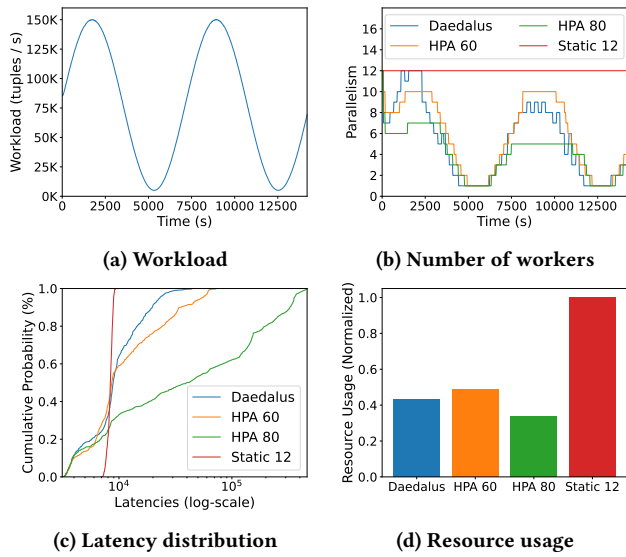 150K
125K
100K
75K
50K
25K
0K
Workload (tuples / s)
0 2500 5000 7500 10000 12500
Time (s)
(a) Workload
16
14
12
10
8
6
4
2
0
Parallelism
Daedalus
HPA 60
HPA 80
Static 12
0 2500 5000 7500 10000 12500
Time (s)
(b) Number of workers
1.0
0.8
0.6
0.4
0.2
0.0
Cumulative Probability (%)
Daedalus
HPA 60
HPA 80
Static 12
10⁴ 10⁵
Latencies (log-scale)
(c) Latency distribution
1.0
0.8
0.6
0.4
0.2
0.0
Resource Usage (Normalized)
Daedalus HPA 60 HPA 80 Static 12
(d) Resource usage